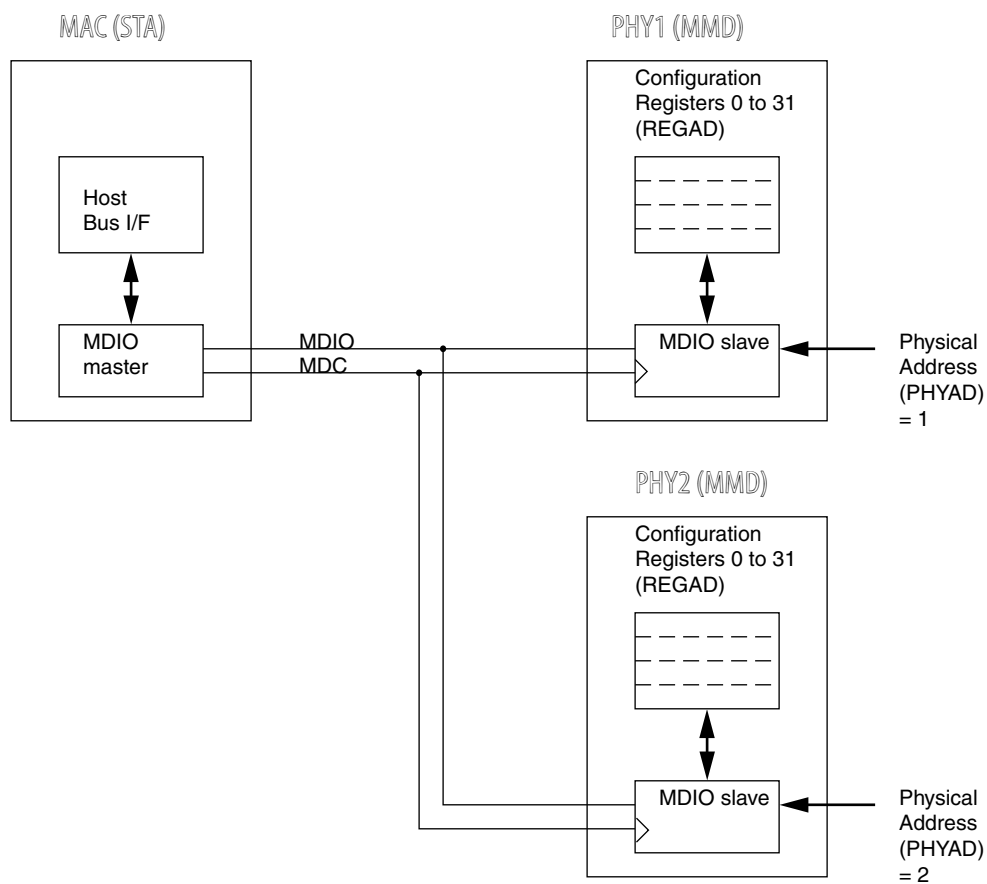 MAC (STA)
PHY1 (MMD)
Configuration
Registers 0 to 31
(REGAD)
Host
Bus I/F
MDIO
master
MDIO
MDC
MDIO slave
Physical
Address
(PHYAD)
= 1
PHY2 (MMD)
Configuration
Registers 0 to 31
(REGAD)
MDIO slave
Physical
Address
(PHYAD)
= 2